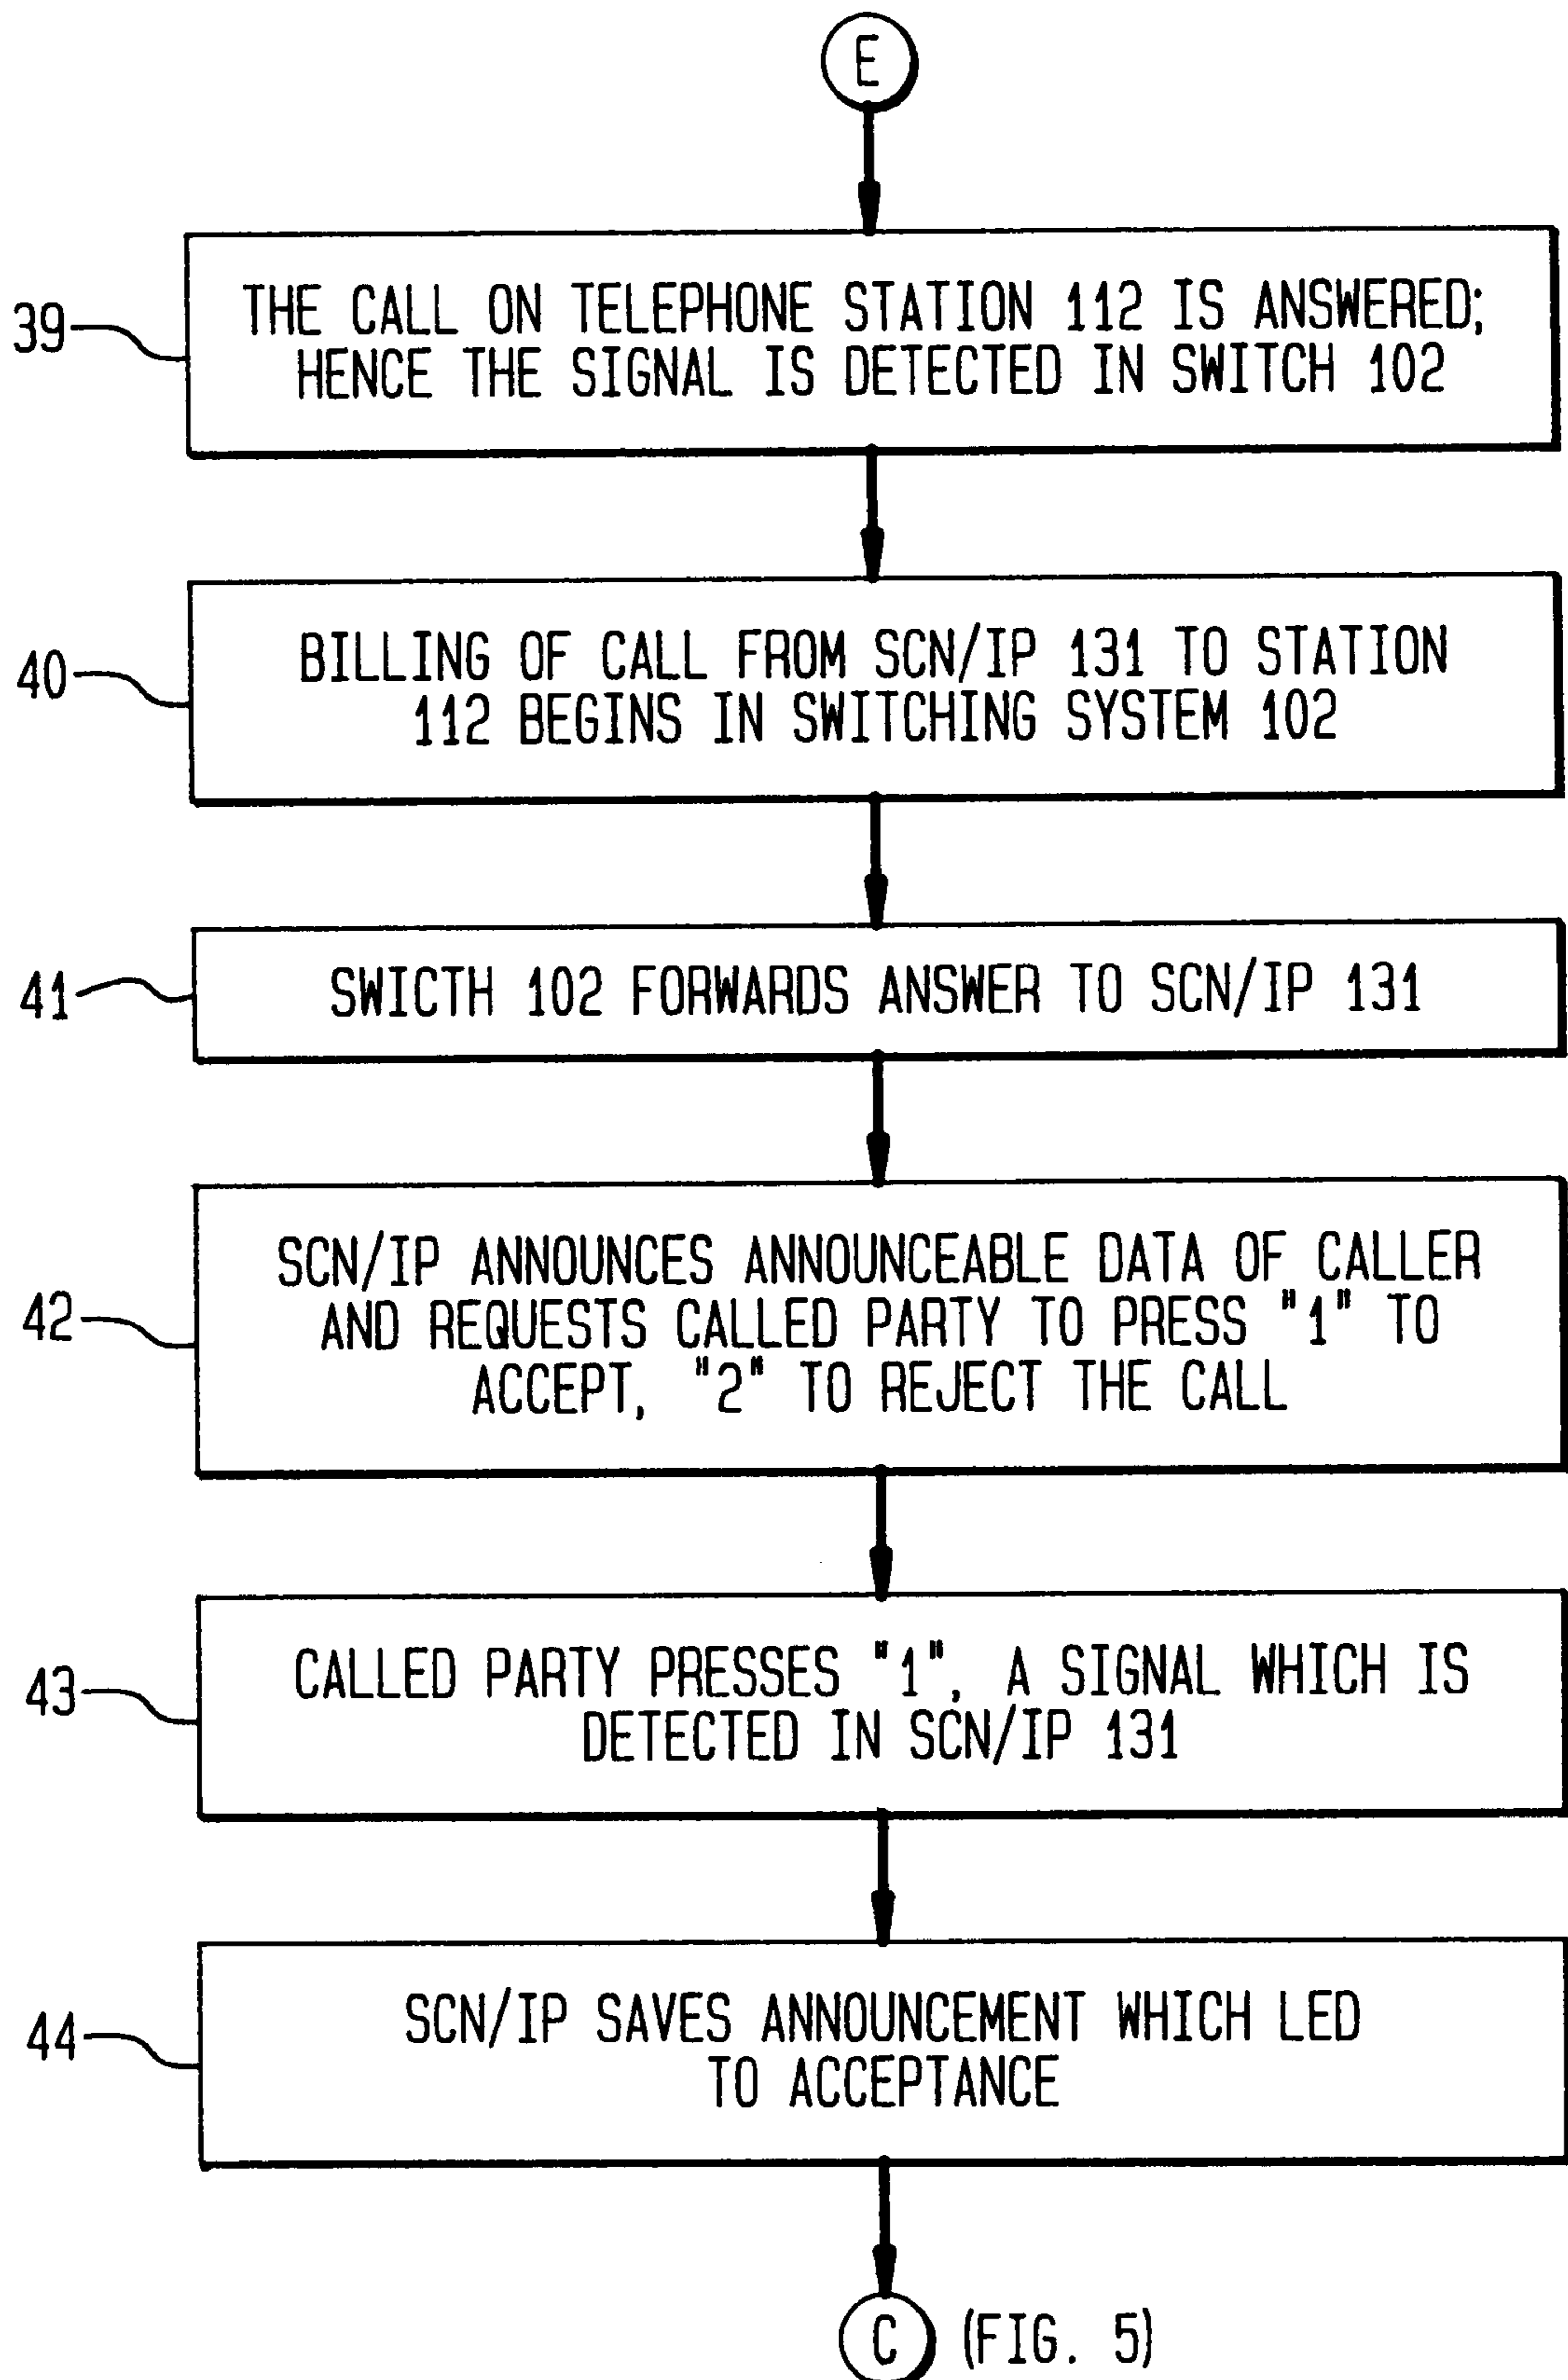 E
39
THE CALL ON TELEPHONE STATION 112 IS ANSWERED;
HENCE THE SIGNAL IS DETECTED IN SWITCH 102
40
BILLING OF CALL FROM SCN/IP 131 TO STATION
112 BEGINS IN SWITCHING SYSTEM 102
41
SWICTH 102 FORWARDS ANSWER TO SCN/IP 131
42
SCN/IP ANNOUNCES ANNOUNCEABLE DATA OF CALLER
AND REQUESTS CALLED PARTY TO PRESS "1" TO
ACCEPT, "2" TO REJECT THE CALL
43
CALLED PARTY PRESSES "1", A SIGNAL WHICH IS
DETECTED IN SCN/IP 131
44
SCN/IP SAVES ANNOUNCEMENT WHICH LED
TO ACCEPTANCE
C (FIG. 5)